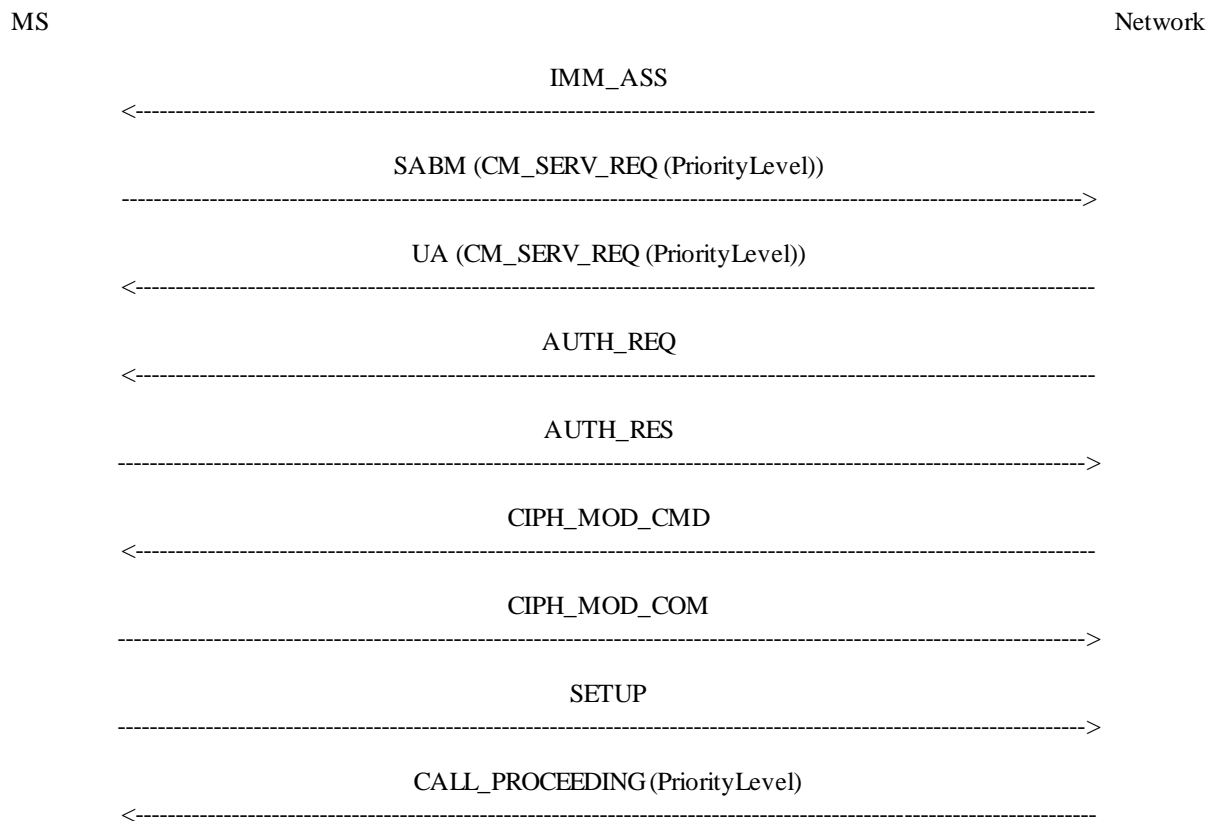 MS Network
IMM_ASS
<------------------------------------------------------------------------------------------------------------------------
SABM (CM_SERV_REQ (PriorityLevel))
------------------------------------------------------------------------------------------------------------------------>
UA (CM_SERV_REQ (PriorityLevel))
<------------------------------------------------------------------------------------------------------------------------
AUTH_REQ
<------------------------------------------------------------------------------------------------------------------------
AUTH_RES
------------------------------------------------------------------------------------------------------------------------->
CIPH_MOD_CMD
<------------------------------------------------------------------------------------------------------------------------
CIPH_MOD_COM
------------------------------------------------------------------------------------------------------------------------->
SETUP
------------------------------------------------------------------------------------------------------------------------->
CALL_PROCEEDING (PriorityLevel)
<------------------------------------------------------------------------------------------------------------------------